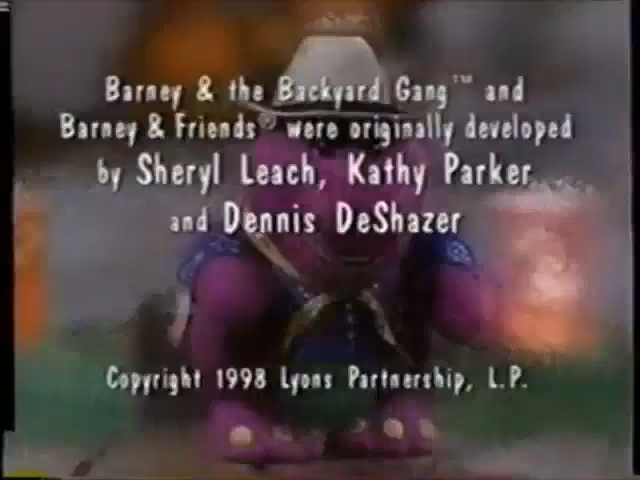 Barney & the Backyard Gang™ and
Barney & Friends® were originally developed
by Sheryl Leach, Kathy Parker
and Dennis DeShazer
Copyright 1998 Lyons Partnership, L.P.